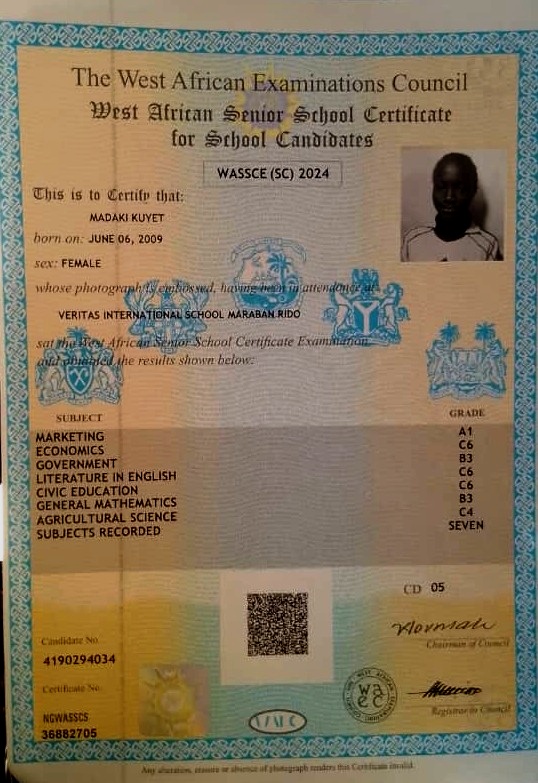 The West African Examinations Council
West African Senior School Certificate
for School Candidates
WASSCE (SC) 2024
This is to Certify that:
MADAKI KUYET
born on: JUNE 06, 2009
sex: FEMALE
whose photograph is embossed, having been in attendance at
VERITAS INTERNATIONAL SCHOOL MARABAN RIDO
sat the West African Senior School Certificate Examination
and obtained the results shown below:
SUBJECT GRADE
MARKETING A1
ECONOMICS C6
GOVERNMENT B3
LITERATURE IN ENGLISH C6
CIVIC EDUCATION C6
GENERAL MATHEMATICS B3
AGRICULTURAL SCIENCE C4
SUBJECTS RECORDED SEVEN
CD 05
Chairman of Council
Candidate No.
4190294034
Certificate No.
Registrar to Council
NGWASSCS
36882705
WAEC
Any alteration, erasure or absence of photograph renders this Certificate invalid.